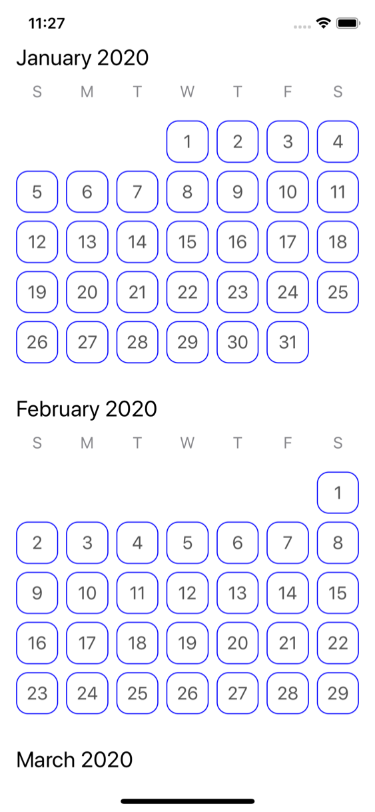 11:27
January 2020
S M T W T F S
1 2 3 4
5 6 7 8 9 10 11
12 13 14 15 16 17 18
19 20 21 22 23 24 25
26 27 28 29 30 31
February 2020
S M T W T F S
1
2 3 4 5 6 7 8
9 10 11 12 13 14 15
16 17 18 19 20 21 22
23 24 25 26 27 28 29
March 2020